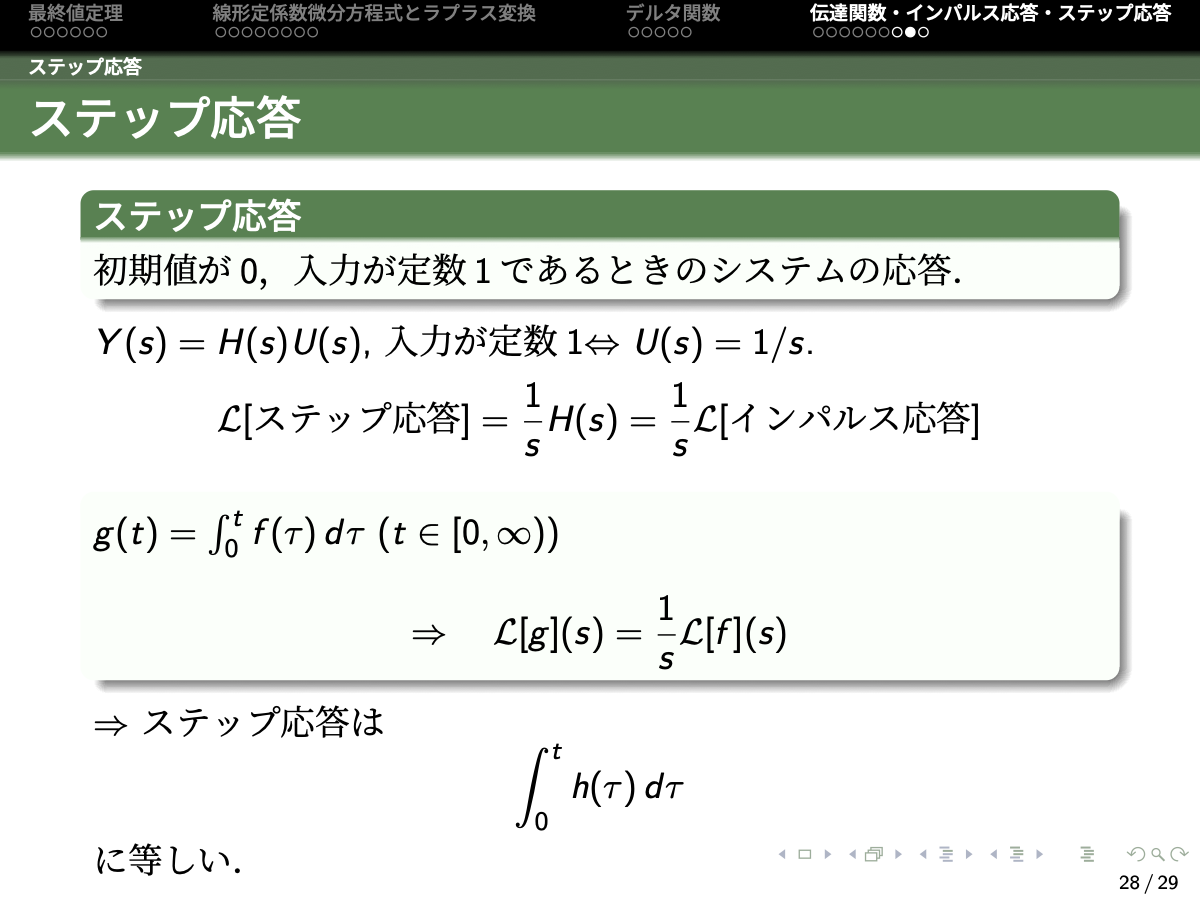 最終値定理 線形定係数微分方程式とラプラス変換 デルタ関数 伝達関数・インパルス応答・ステップ応答
ステップ応答
ステップ応答
ステップ応答
初期値が 0，入力が定数 1 であるときのシステムの応答．
Y(s) = H(s)U(s), 入力が定数 1⇔ U(s) = 1/s.
ℒ[ステップ応答] = 1/s H(s) = 1/s ℒ[インパルス応答]
g(t) = ∫₀ᵗ f(τ) dτ (t ∈ [0, ∞))
⇒ ℒ[g](s) = 1/s ℒ[f](s)
⇒ ステップ応答は
∫₀ᵗ h(τ) dτ
に等しい．
28 / 29